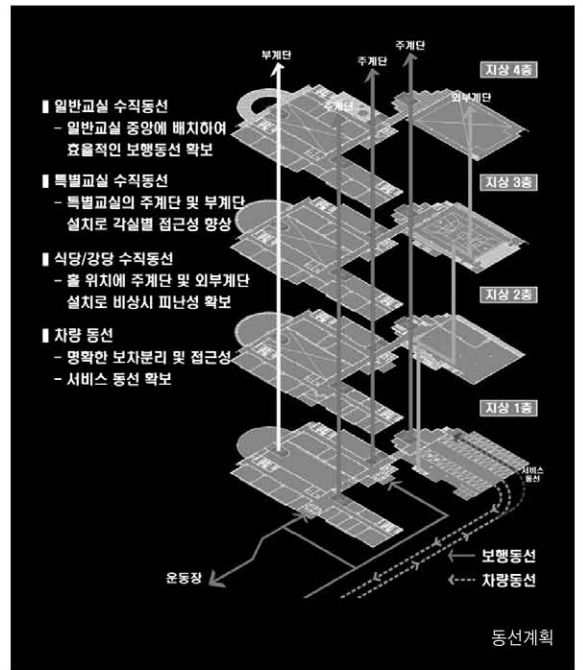 부계단
주계단
주계단
주계단
외부계단
지상 4층
▌일반교실 수직동선
- 일반교실 중앙에 배치하여
효율적인 보행동선 확보
▌특별교실 수직동선
- 특별교실의 주계단 및 부계단
설치로 각실별 접근성 향상
지상 3층
▌식당/강당 수직동선
- 홀 위치에 주계단 및 외부계단
설치로 비상시 피난성 확보
지상 2층
▌차량 동선
- 명확한 보차분리 및 접근성
- 서비스 동선 확보
지상 1층
서비스
동선
운동장
보행동선
차량동선
동선계획